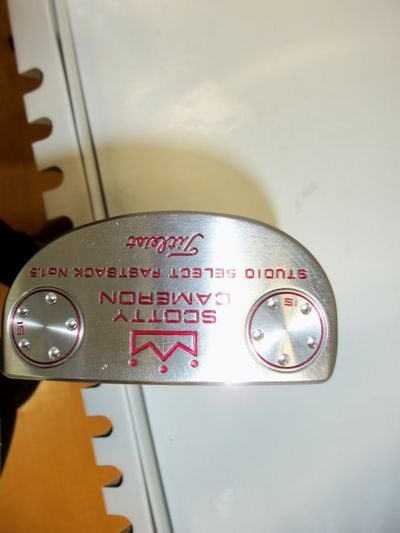 SCOTTY
CAMERON
15
15
STUDIO SELECT FASTBACK No1.5
Titleist